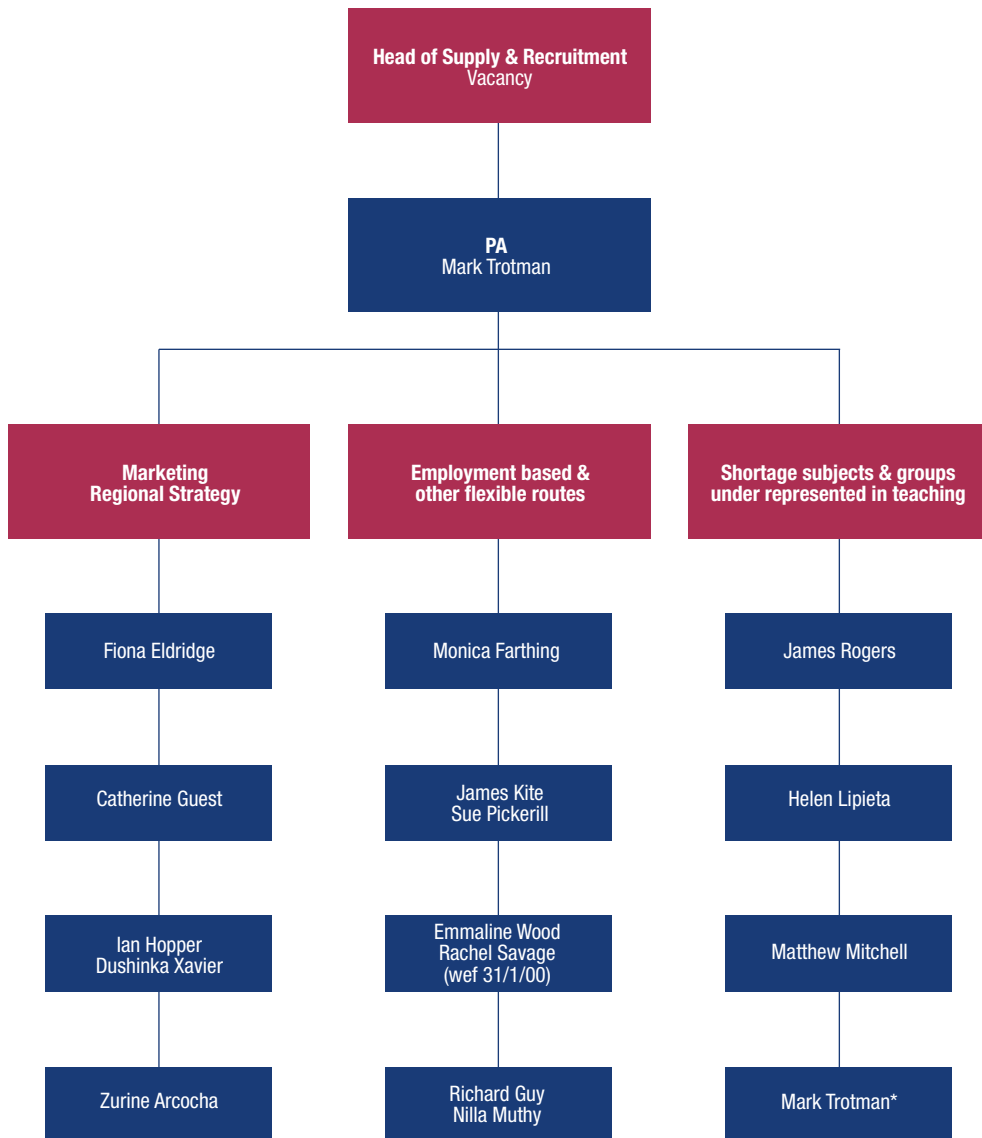 Head of Supply & Recruitment
Vacancy
PA
Mark Trotman
Marketing
Regional Strategy
Employment based &
other flexible routes
Shortage subjects & groups
under represented in teaching
Fiona Eldridge
Monica Farthing
James Rogers
Catherine Guest
James Kite
Sue Pickerill
Helen Lipieta
Ian Hopper
Dushinka Xavier
Emmaline Wood
Rachel Savage
(wef 31/1/00)
Matthew Mitchell
Zurine Arcocha
Richard Guy
Nilla Muthy
Mark Trotman*